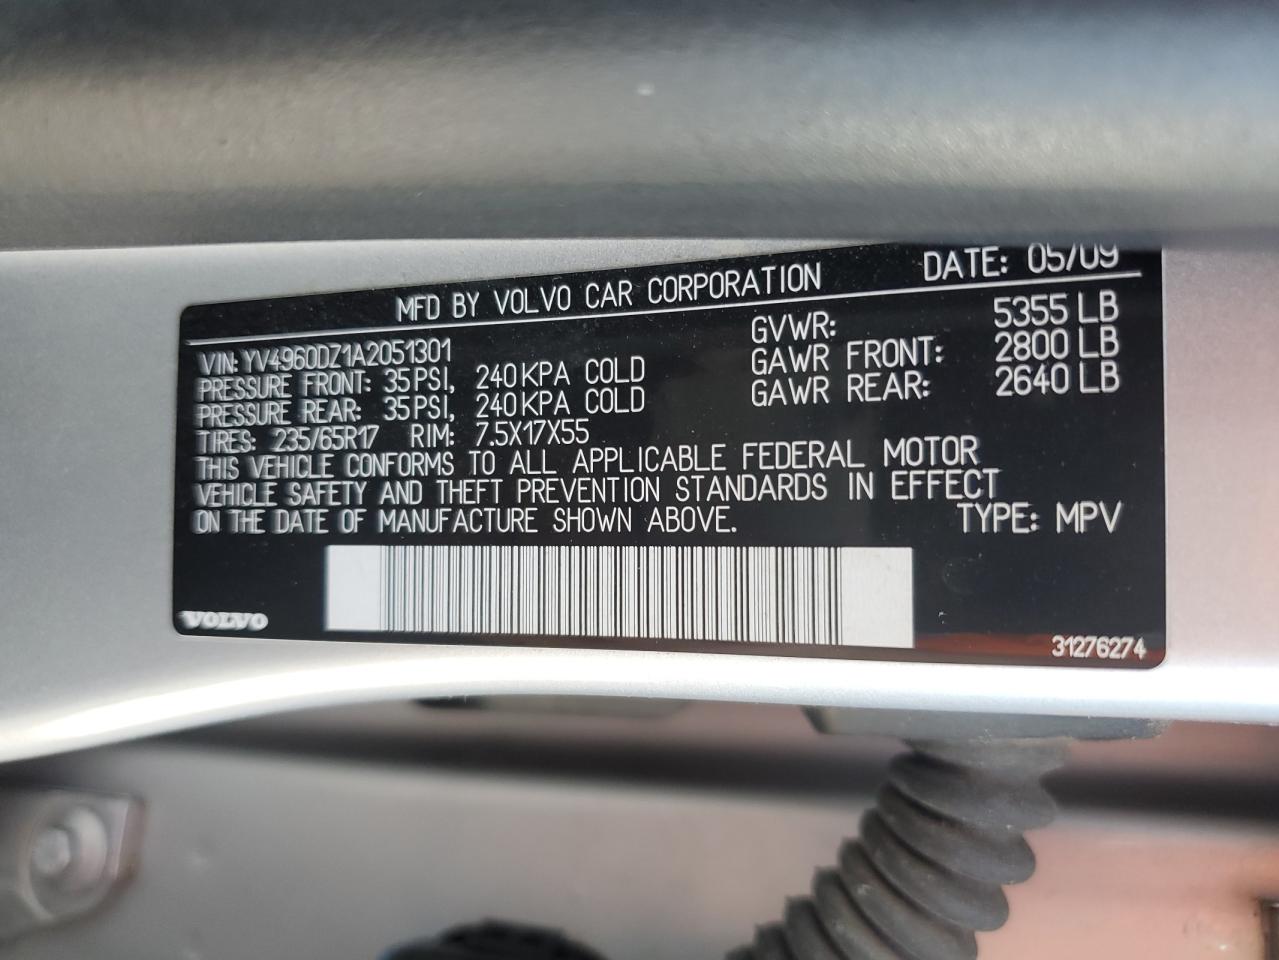 MFD BY VOLVO CAR CORPORATION DATE: 05/09
VIN: YV4960DZ1A2051301 GVWR: 5355 LB
PRESSURE FRONT: 35 PSI, 240 KPA COLD GAWR FRONT: 2800 LB
PRESSURE REAR: 35 PSI, 240 KPA COLD GAWR REAR: 2640 LB
TIRES: 235/65R17 RIM: 7.5X17X55
THIS VEHICLE CONFORMS TO ALL APPLICABLE FEDERAL MOTOR
VEHICLE SAFETY AND THEFT PREVENTION STANDARDS IN EFFECT
ON THE DATE OF MANUFACTURE SHOWN ABOVE. TYPE: MPV
VOLVO
31276274